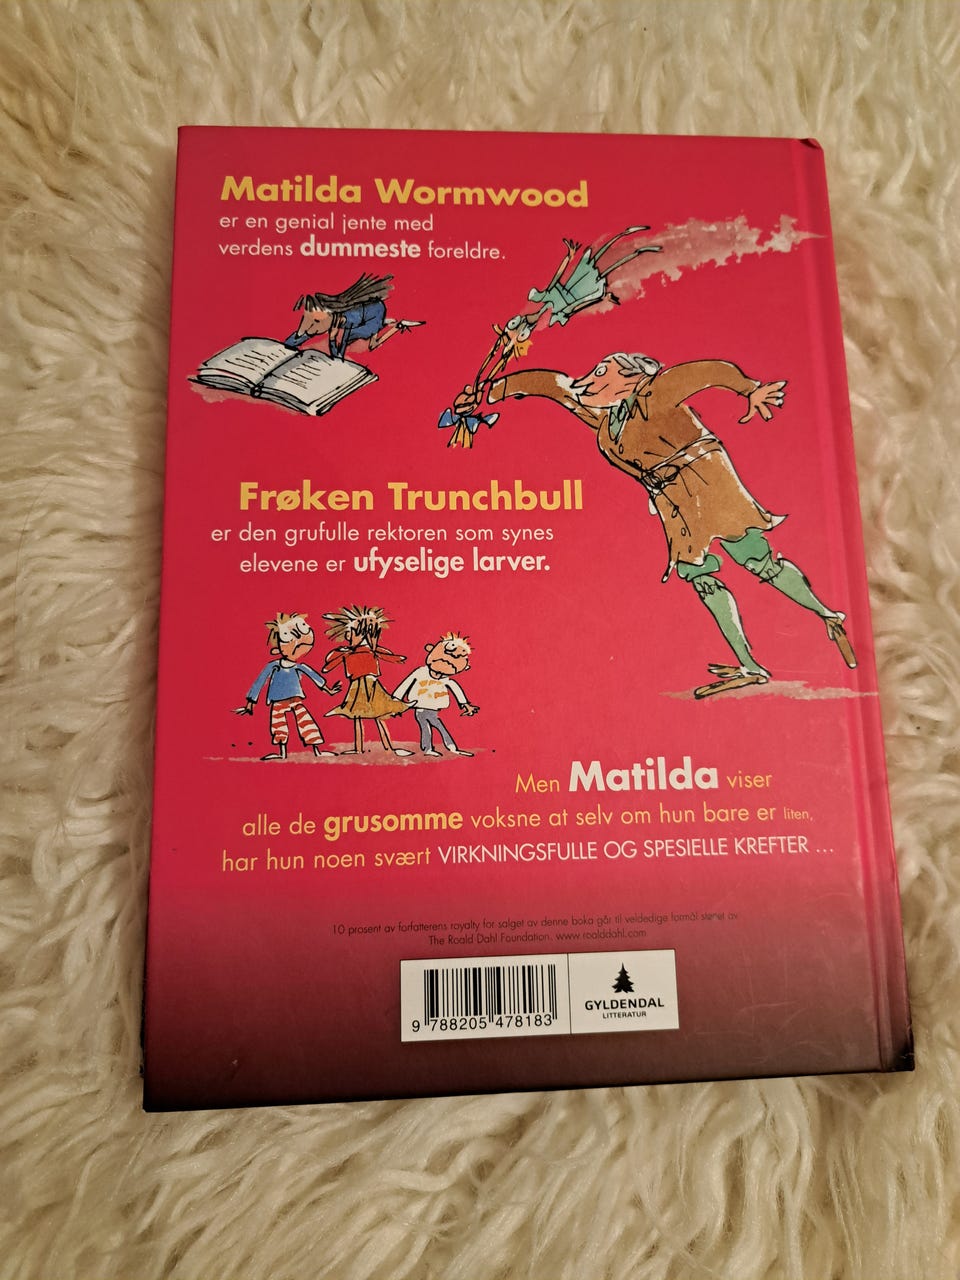 Matilda Wormwood
er en genial jente med
verdens dummeste foreldre.
Frøken Trunchbull
er den grufulle rektoren som synes
elevene er ufyselige larver.
Men Matilda viser
alle de grusomme voksne at selv om hun bare er liten,
har hun noen svært VIRKNINGSFULLE OG SPESIELLE KREFTER ...
10 prosent av forfatterens royalty for salget av denne boka går til veldedige formål støttet av
The Roald Dahl Foundation. www.roalddahl.com
9 788205 478183
GYLDENDAL
LITTERATUR